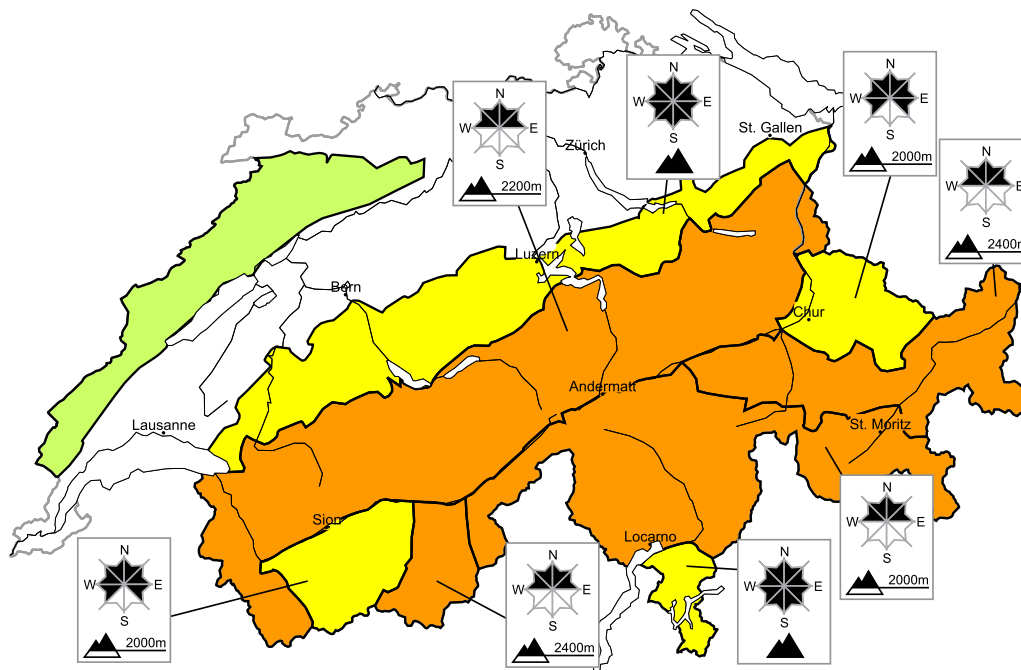 N
W E
S
2200m
N
W E
S
N
W E
S
2000m
N
W E
S
2400m
St. Gallen
Zürich
Luzern
Bern
Chur
Andermatt
Lausanne
St. Moritz
Sion
Locarno
N
W E
S
2000m
N
W E
S
2000m
N
W E
S
2400m
N
W E
S